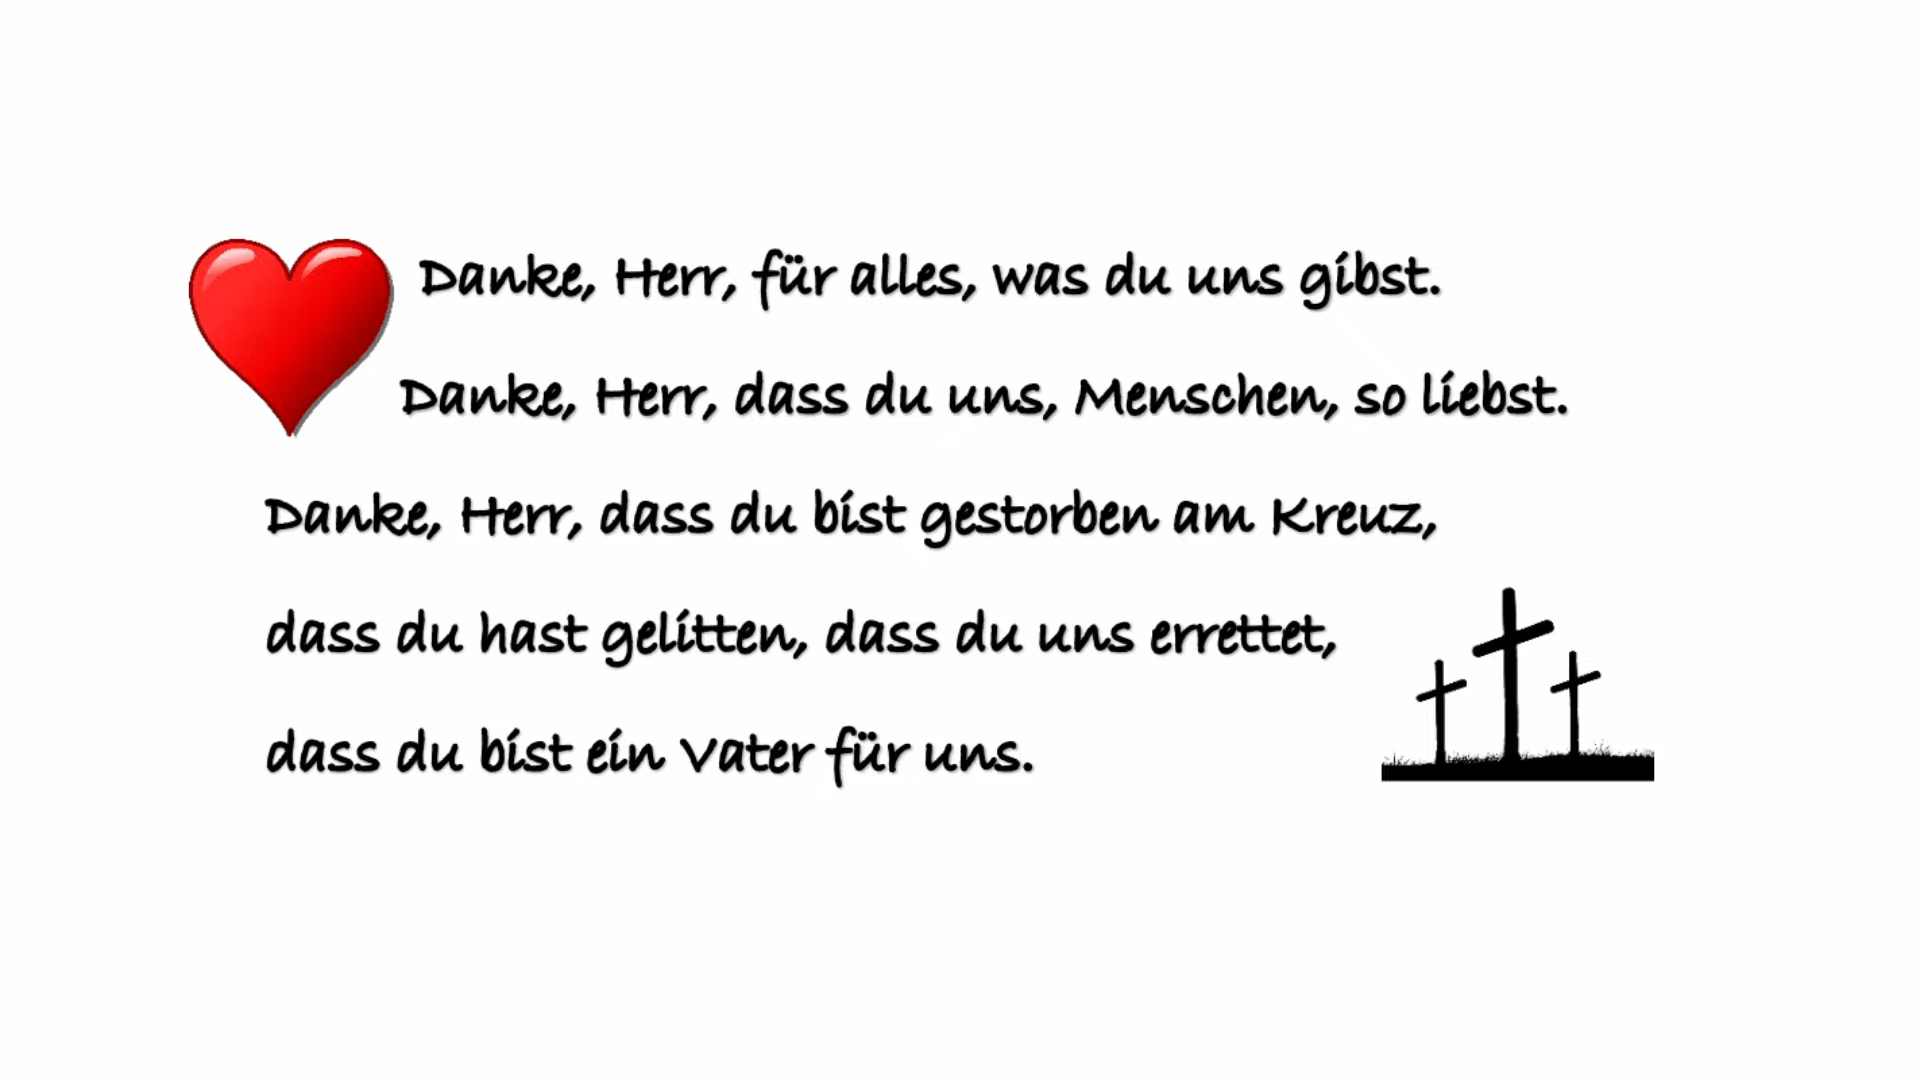 Danke, Herr, für alles, was du uns gibst.
Danke, Herr, dass du uns, Menschen, so liebst.
Danke, Herr, dass du bist gestorben am Kreuz,
dass du hast gelitten, dass du uns errettet,
dass du bist ein Vater für uns.